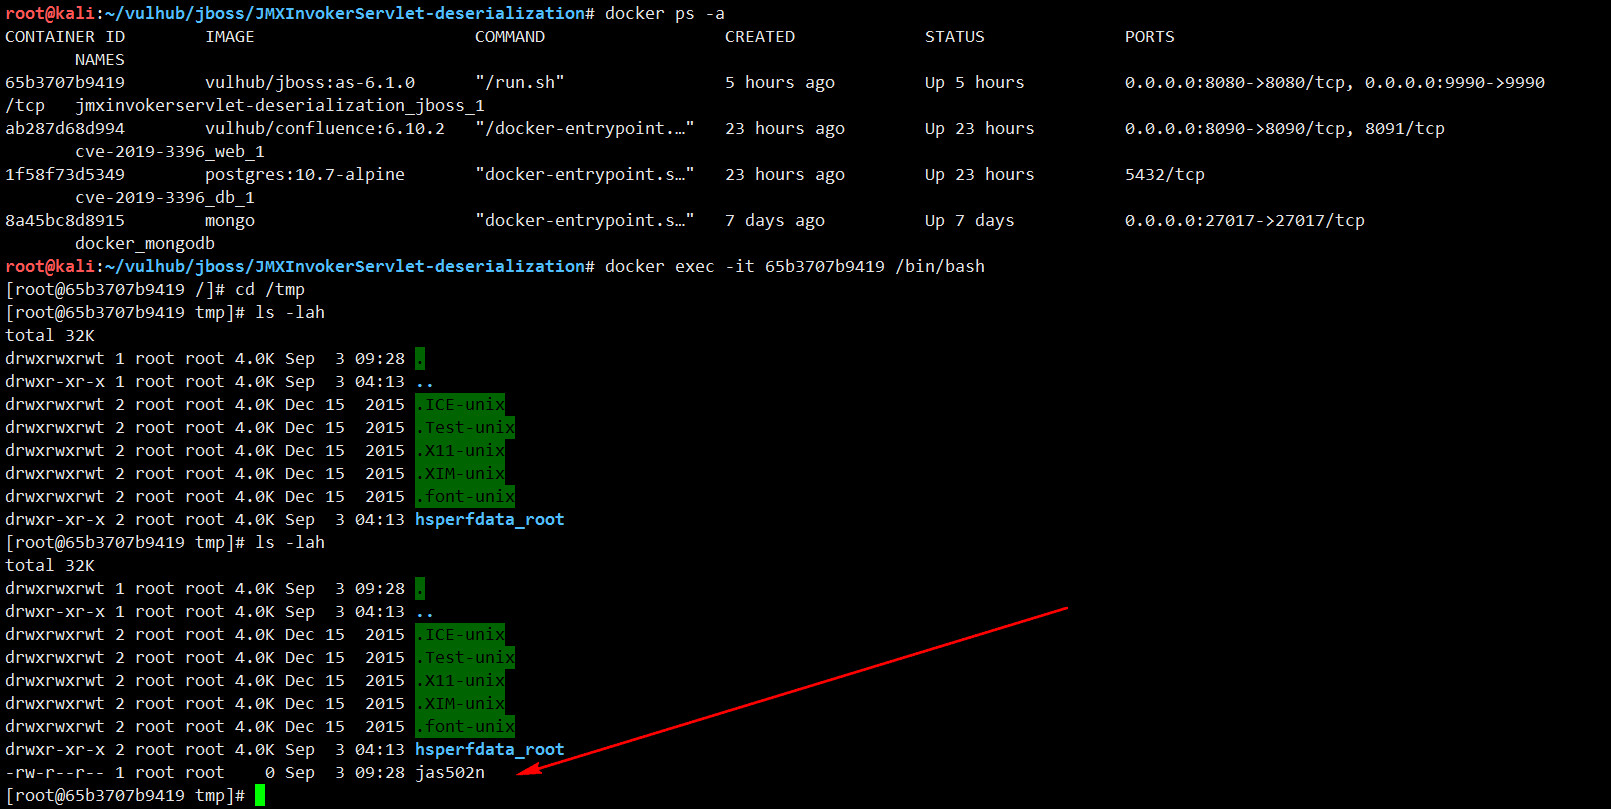 root@kali:~/vulhub/jboss/JMXInvokerServlet-deserialization# docker ps -a
CONTAINER ID        IMAGE                      COMMAND                  CREATED             STATUS              PORTS
       NAMES
65b3707b9419        vulhub/jboss:as-6.1.0      "/run.sh"                5 hours ago         Up 5 hours          0.0.0.0:8080->8080/tcp, 0.0.0.0:9990->9990
/tcp   jmxinvokerservlet-deserialization_jboss_1
ab287d68d994        vulhub/confluence:6.10.2   "/docker-entrypoint.…"   23 hours ago        Up 23 hours         0.0.0.0:8090->8090/tcp, 8091/tcp
       cve-2019-3396_web_1
1f58f73d5349        postgres:10.7-alpine       "docker-entrypoint.s…"   23 hours ago        Up 23 hours         5432/tcp
       cve-2019-3396_db_1
8a45bc8d8915        mongo                      "docker-entrypoint.s…"   7 days ago          Up 7 days           0.0.0.0:27017->27017/tcp
       docker_mongodb
root@kali:~/vulhub/jboss/JMXInvokerServlet-deserialization# docker exec -it 65b3707b9419 /bin/bash
[root@65b3707b9419 /]# cd /tmp
[root@65b3707b9419 tmp]# ls -lah
total 32K
drwxrwxrwt 1 root root 4.0K Sep  3 09:28 .
drwxr-xr-x 1 root root 4.0K Sep  3 04:13 ..
drwxrwxrwt 2 root root 4.0K Dec 15  2015 .ICE-unix
drwxrwxrwt 2 root root 4.0K Dec 15  2015 .Test-unix
drwxrwxrwt 2 root root 4.0K Dec 15  2015 .X11-unix
drwxrwxrwt 2 root root 4.0K Dec 15  2015 .XIM-unix
drwxrwxrwt 2 root root 4.0K Dec 15  2015 .font-unix
drwxr-xr-x 2 root root 4.0K Sep  3 04:13 hsperfdata_root
[root@65b3707b9419 tmp]# ls -lah
total 32K
drwxrwxrwt 1 root root 4.0K Sep  3 09:28 .
drwxr-xr-x 1 root root 4.0K Sep  3 04:13 ..
drwxrwxrwt 2 root root 4.0K Dec 15  2015 .ICE-unix
drwxrwxrwt 2 root root 4.0K Dec 15  2015 .Test-unix
drwxrwxrwt 2 root root 4.0K Dec 15  2015 .X11-unix
drwxrwxrwt 2 root root 4.0K Dec 15  2015 .XIM-unix
drwxrwxrwt 2 root root 4.0K Dec 15  2015 .font-unix
drwxr-xr-x 2 root root 4.0K Sep  3 04:13 hsperfdata_root
-rw-r--r-- 1 root root    0 Sep  3 09:28 jas502n
[root@65b3707b9419 tmp]#